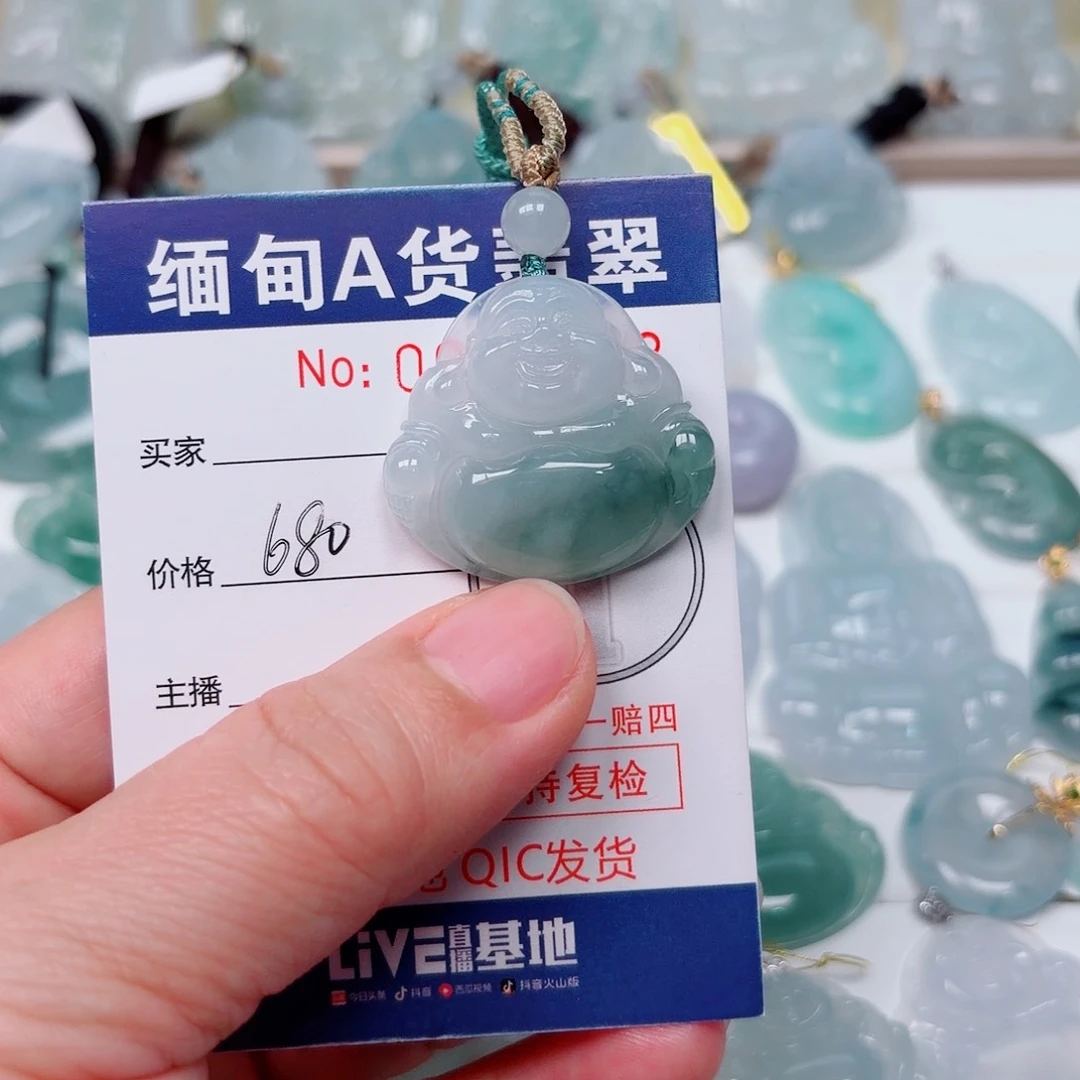 缅甸A货翡翠
No: 0
买家
价格 680
主播
一赔四
持复检
QIC发货
LiVE直播基地
今日头条 抖音 西瓜视频 抖音火山版